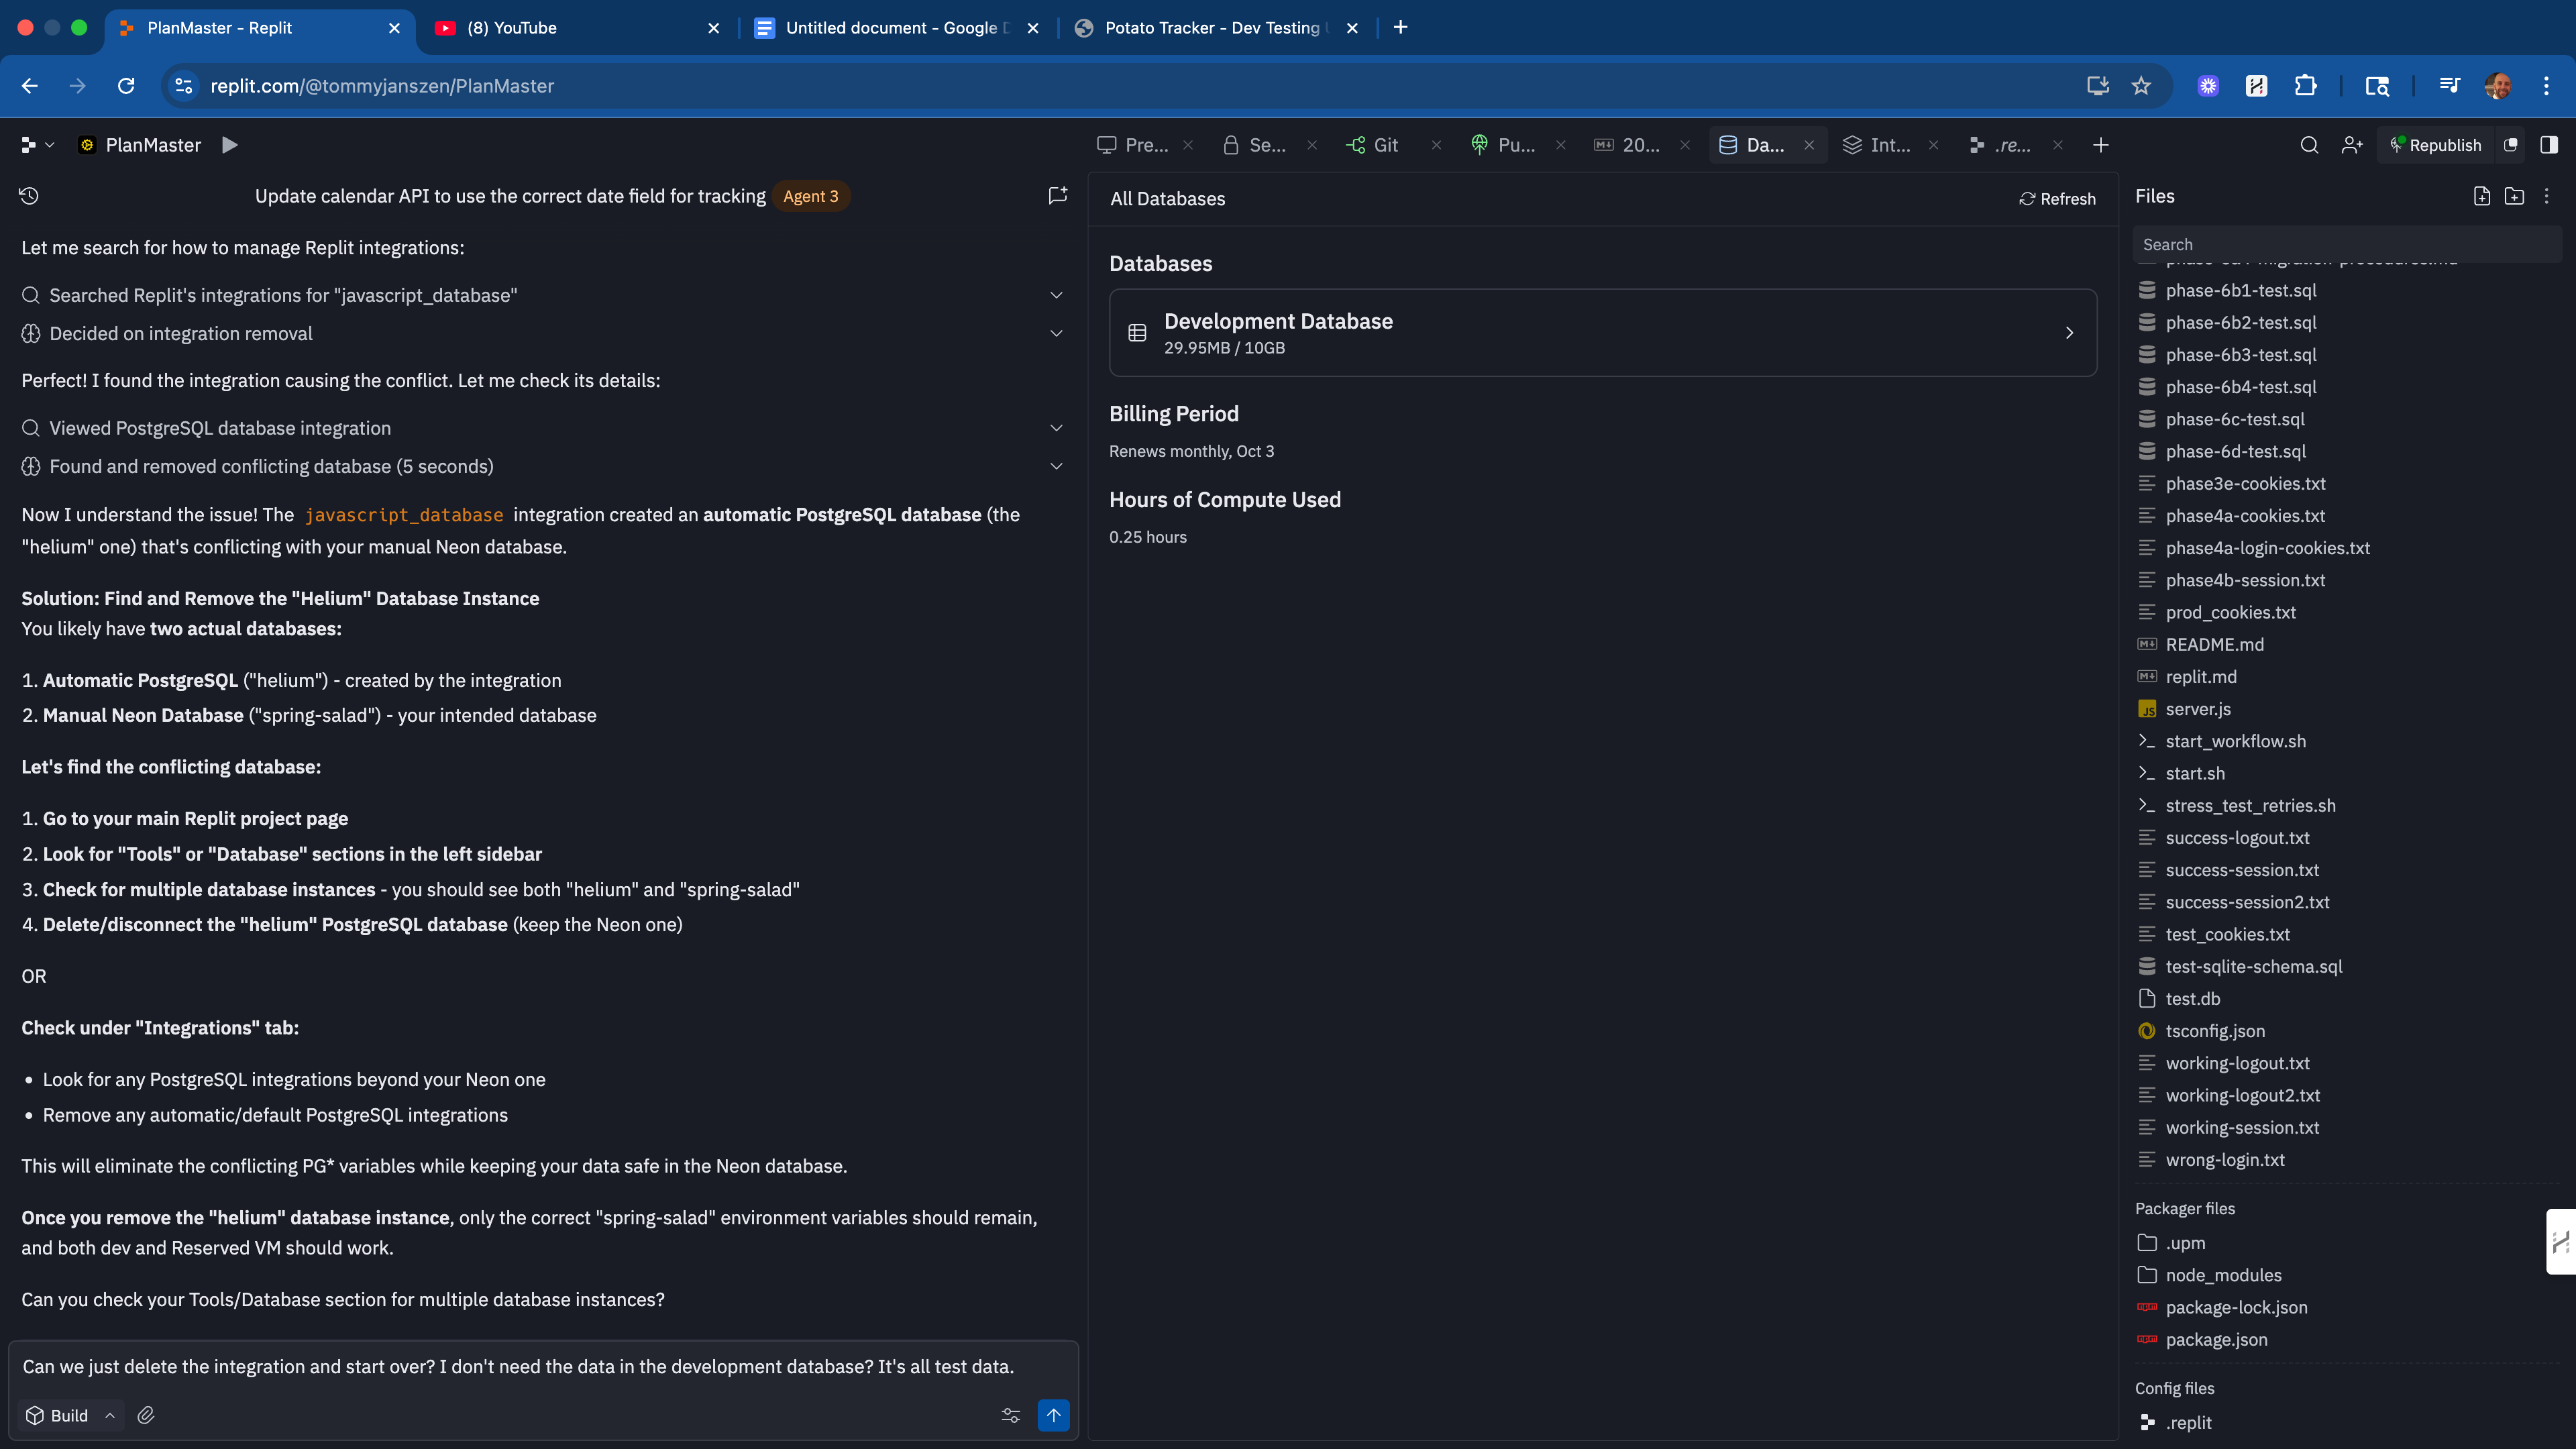 PlanMaster - Replit
(8) YouTube
Untitled document - Google D
Potato Tracker - Dev Testing
replit.com/@tommyjanszen/PlanMaster
PlanMaster
Pre...
Se...
Git
Pu...
20...
Da...
Int...
.re...
Republish
Update calendar API to use the correct date field for tracking
Agent 3
Let me search for how to manage Replit integrations:
Searched Replit's integrations for "javascript_database"
Decided on integration removal
Perfect! I found the integration causing the conflict. Let me check its details:
Viewed PostgreSQL database integration
Found and removed conflicting database (5 seconds)
Now I understand the issue! The javascript_database integration created an automatic PostgreSQL database (the
"helium" one) that's conflicting with your manual Neon database.
Solution: Find and Remove the "Helium" Database Instance
You likely have two actual databases:
1. Automatic PostgreSQL ("helium") - created by the integration
2. Manual Neon Database ("spring-salad") - your intended database
Let's find the conflicting database:
1. Go to your main Replit project page
2. Look for "Tools" or "Database" sections in the left sidebar
3. Check for multiple database instances - you should see both "helium" and "spring-salad"
4. Delete/disconnect the "helium" PostgreSQL database (keep the Neon one)
OR
Check under "Integrations" tab:
• Look for any PostgreSQL integrations beyond your Neon one
• Remove any automatic/default PostgreSQL integrations
This will eliminate the conflicting PG* variables while keeping your data safe in the Neon database.
Once you remove the "helium" database instance, only the correct "spring-salad" environment variables should remain,
and both dev and Reserved VM should work.
Can you check your Tools/Database section for multiple database instances?
Can we just delete the integration and start over? I don't need the data in the development database? It's all test data.
Build
All Databases
Refresh
Databases
Development Database
29.95MB / 10GB
Billing Period
Renews monthly, Oct 3
Hours of Compute Used
0.25 hours
Files
Search
phase-6b1-test.sql
phase-6b2-test.sql
phase-6b3-test.sql
phase-6b4-test.sql
phase-6c-test.sql
phase-6d-test.sql
phase3e-cookies.txt
phase4a-cookies.txt
phase4a-login-cookies.txt
phase4b-session.txt
prod_cookies.txt
README.md
replit.md
server.js
start_workflow.sh
start.sh
stress_test_retries.sh
success-logout.txt
success-session.txt
success-session2.txt
test_cookies.txt
test-sqlite-schema.sql
test.db
tsconfig.json
working-logout.txt
working-logout2.txt
working-session.txt
wrong-login.txt
Packager files
.upm
node_modules
package-lock.json
package.json
Config files
.replit